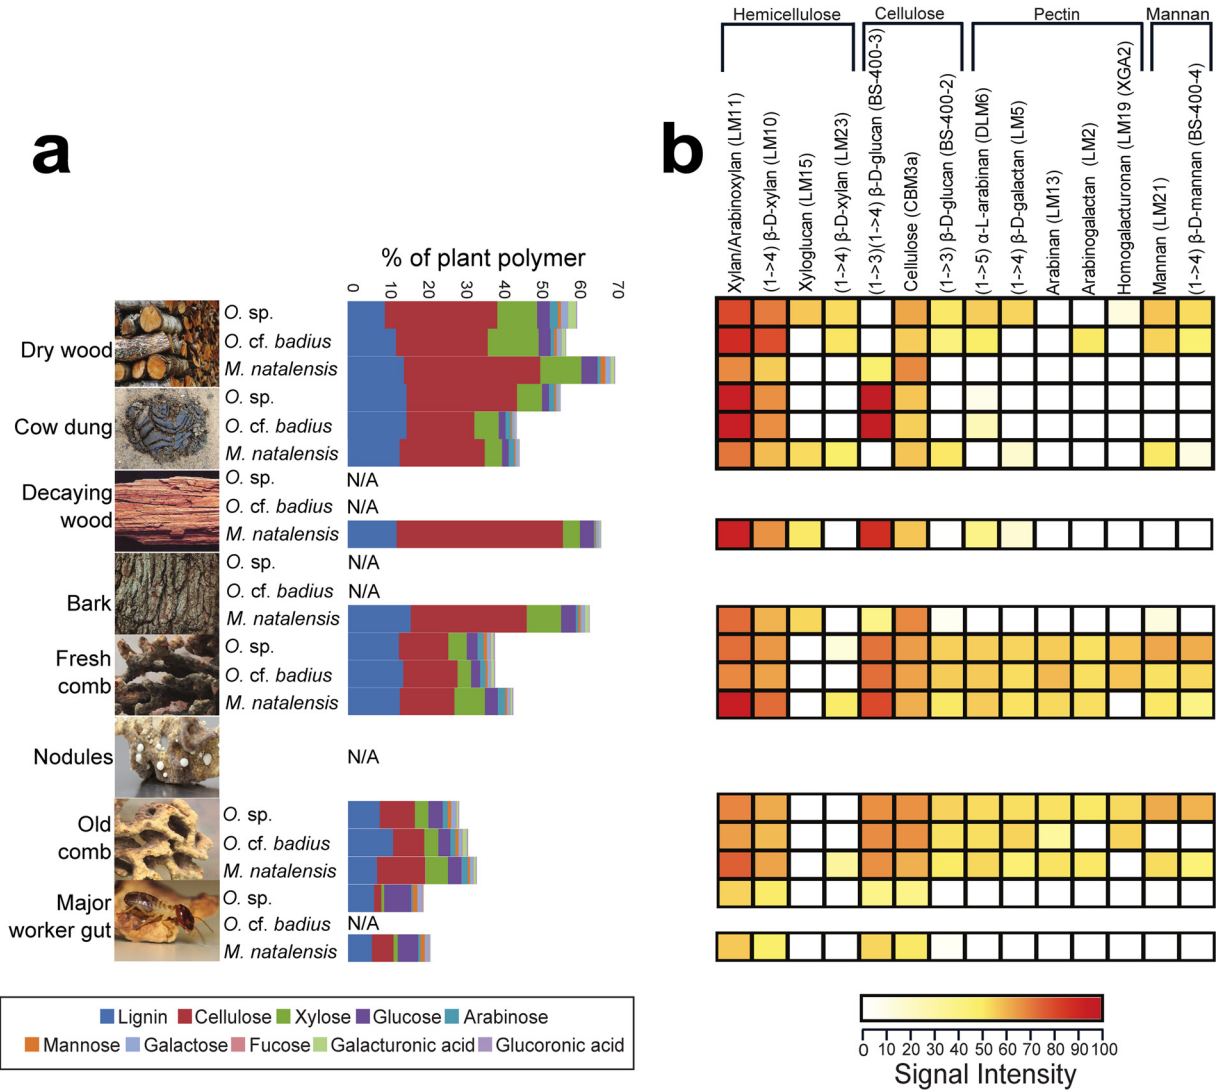 a
% of plant polymer
0 10 20 30 40 50 60 70
Dry wood
O. sp.
O. cf. badius
M. natalensis
Cow dung
O. sp.
O. cf. badius
M. natalensis
Decaying
wood
O. sp.
N/A
O. cf. badius
N/A
M. natalensis
Bark
O. sp.
N/A
O. cf. badius
N/A
M. natalensis
Fresh
comb
O. sp.
O. cf. badius
M. natalensis
Nodules
N/A
Old
comb
O. sp.
O. cf. badius
M. natalensis
Major
worker gut
O. sp.
O. cf. badius
N/A
M. natalensis
Lignin Cellulose Xylose Glucose Arabinose
Mannose Galactose Fucose Galacturonic acid Glucoronic acid
b
Hemicellulose
Cellulose
Pectin
Mannan
Xylan/Arabinoxylan (LM11)
(1->4) β-D-xylan (LM10)
Xyloglucan (LM15)
(1->4) β-D-xylan (LM23)
(1->3)(1->4) β-D-glucan (BS-400-3)
Cellulose (CBM3a)
(1->3) β-D-glucan (BS-400-2)
(1->5) α-L-arabinan (DLM6)
(1->4) β-D-galactan (LM5)
Arabinan (LM13)
Arabinogalactan (LM2)
Homogalacturonan (LM19 (XGA2)
Mannan (LM21)
(1->4) β-D-mannan (BS-400-4)
0 10 20 30 40 50 60 70 80 90 100
Signal Intensity